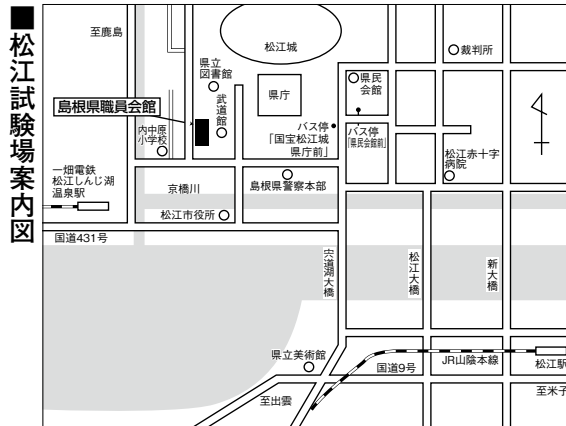 ■松江試験場案内図
至鹿島
松江城
裁判所
県立
図書館
県庁
県民
会館
武道館
島根県職員会館
内中原
小学校
バス停
「国宝松江城
県庁前」
バス停
「県民会館前」
松江赤十字
病院
一畑電鉄
松江しんじ湖
温泉駅
京橋川
島根県警察本部
松江市役所
国道431号
宍道湖大橋
松江大橋
新大橋
県立美術館
国道9号
JR山陰本線
松江駅
至出雲
至米子